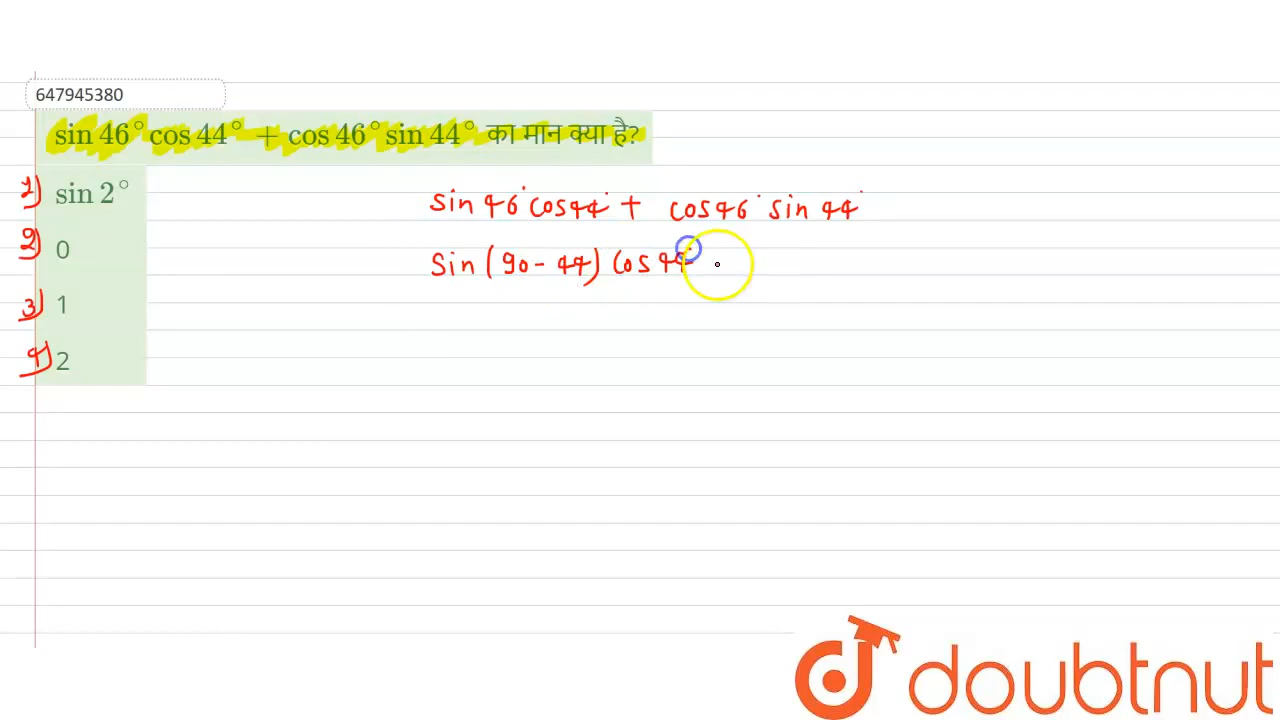 647945380
sin 46° cos 44° + cos 46° sin 44° का मान क्या है?
1) sin 2°
2) 0
3) 1
4) 2
sin 46° cos 44° + cos 46° sin 44°
sin (90 - 44) cos 44°
doubtnut